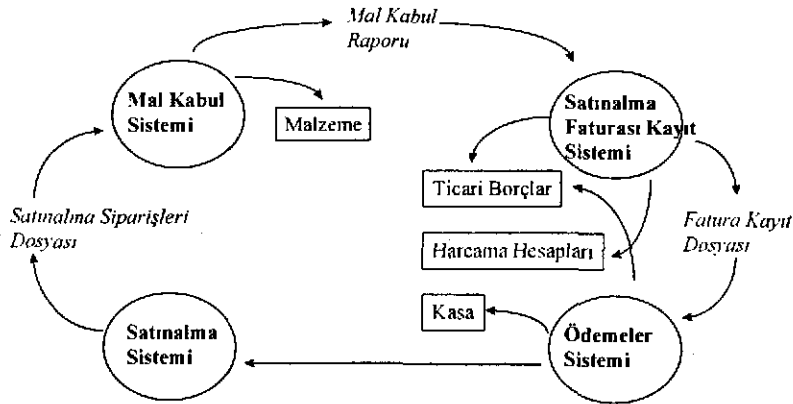 Mal Kabul
Raporu
Mal Kabul
Sistemi
Malzeme
Satınalma
Faturası Kayıt
Sistemi
Ticari Borçlar
Satınalma Siparişleri
Dosyası
Fatura Kayıt
Dosyası
Harcama Hesapları
Kasa
Satınalma
Sistemi
Ödemeler
Sistemi